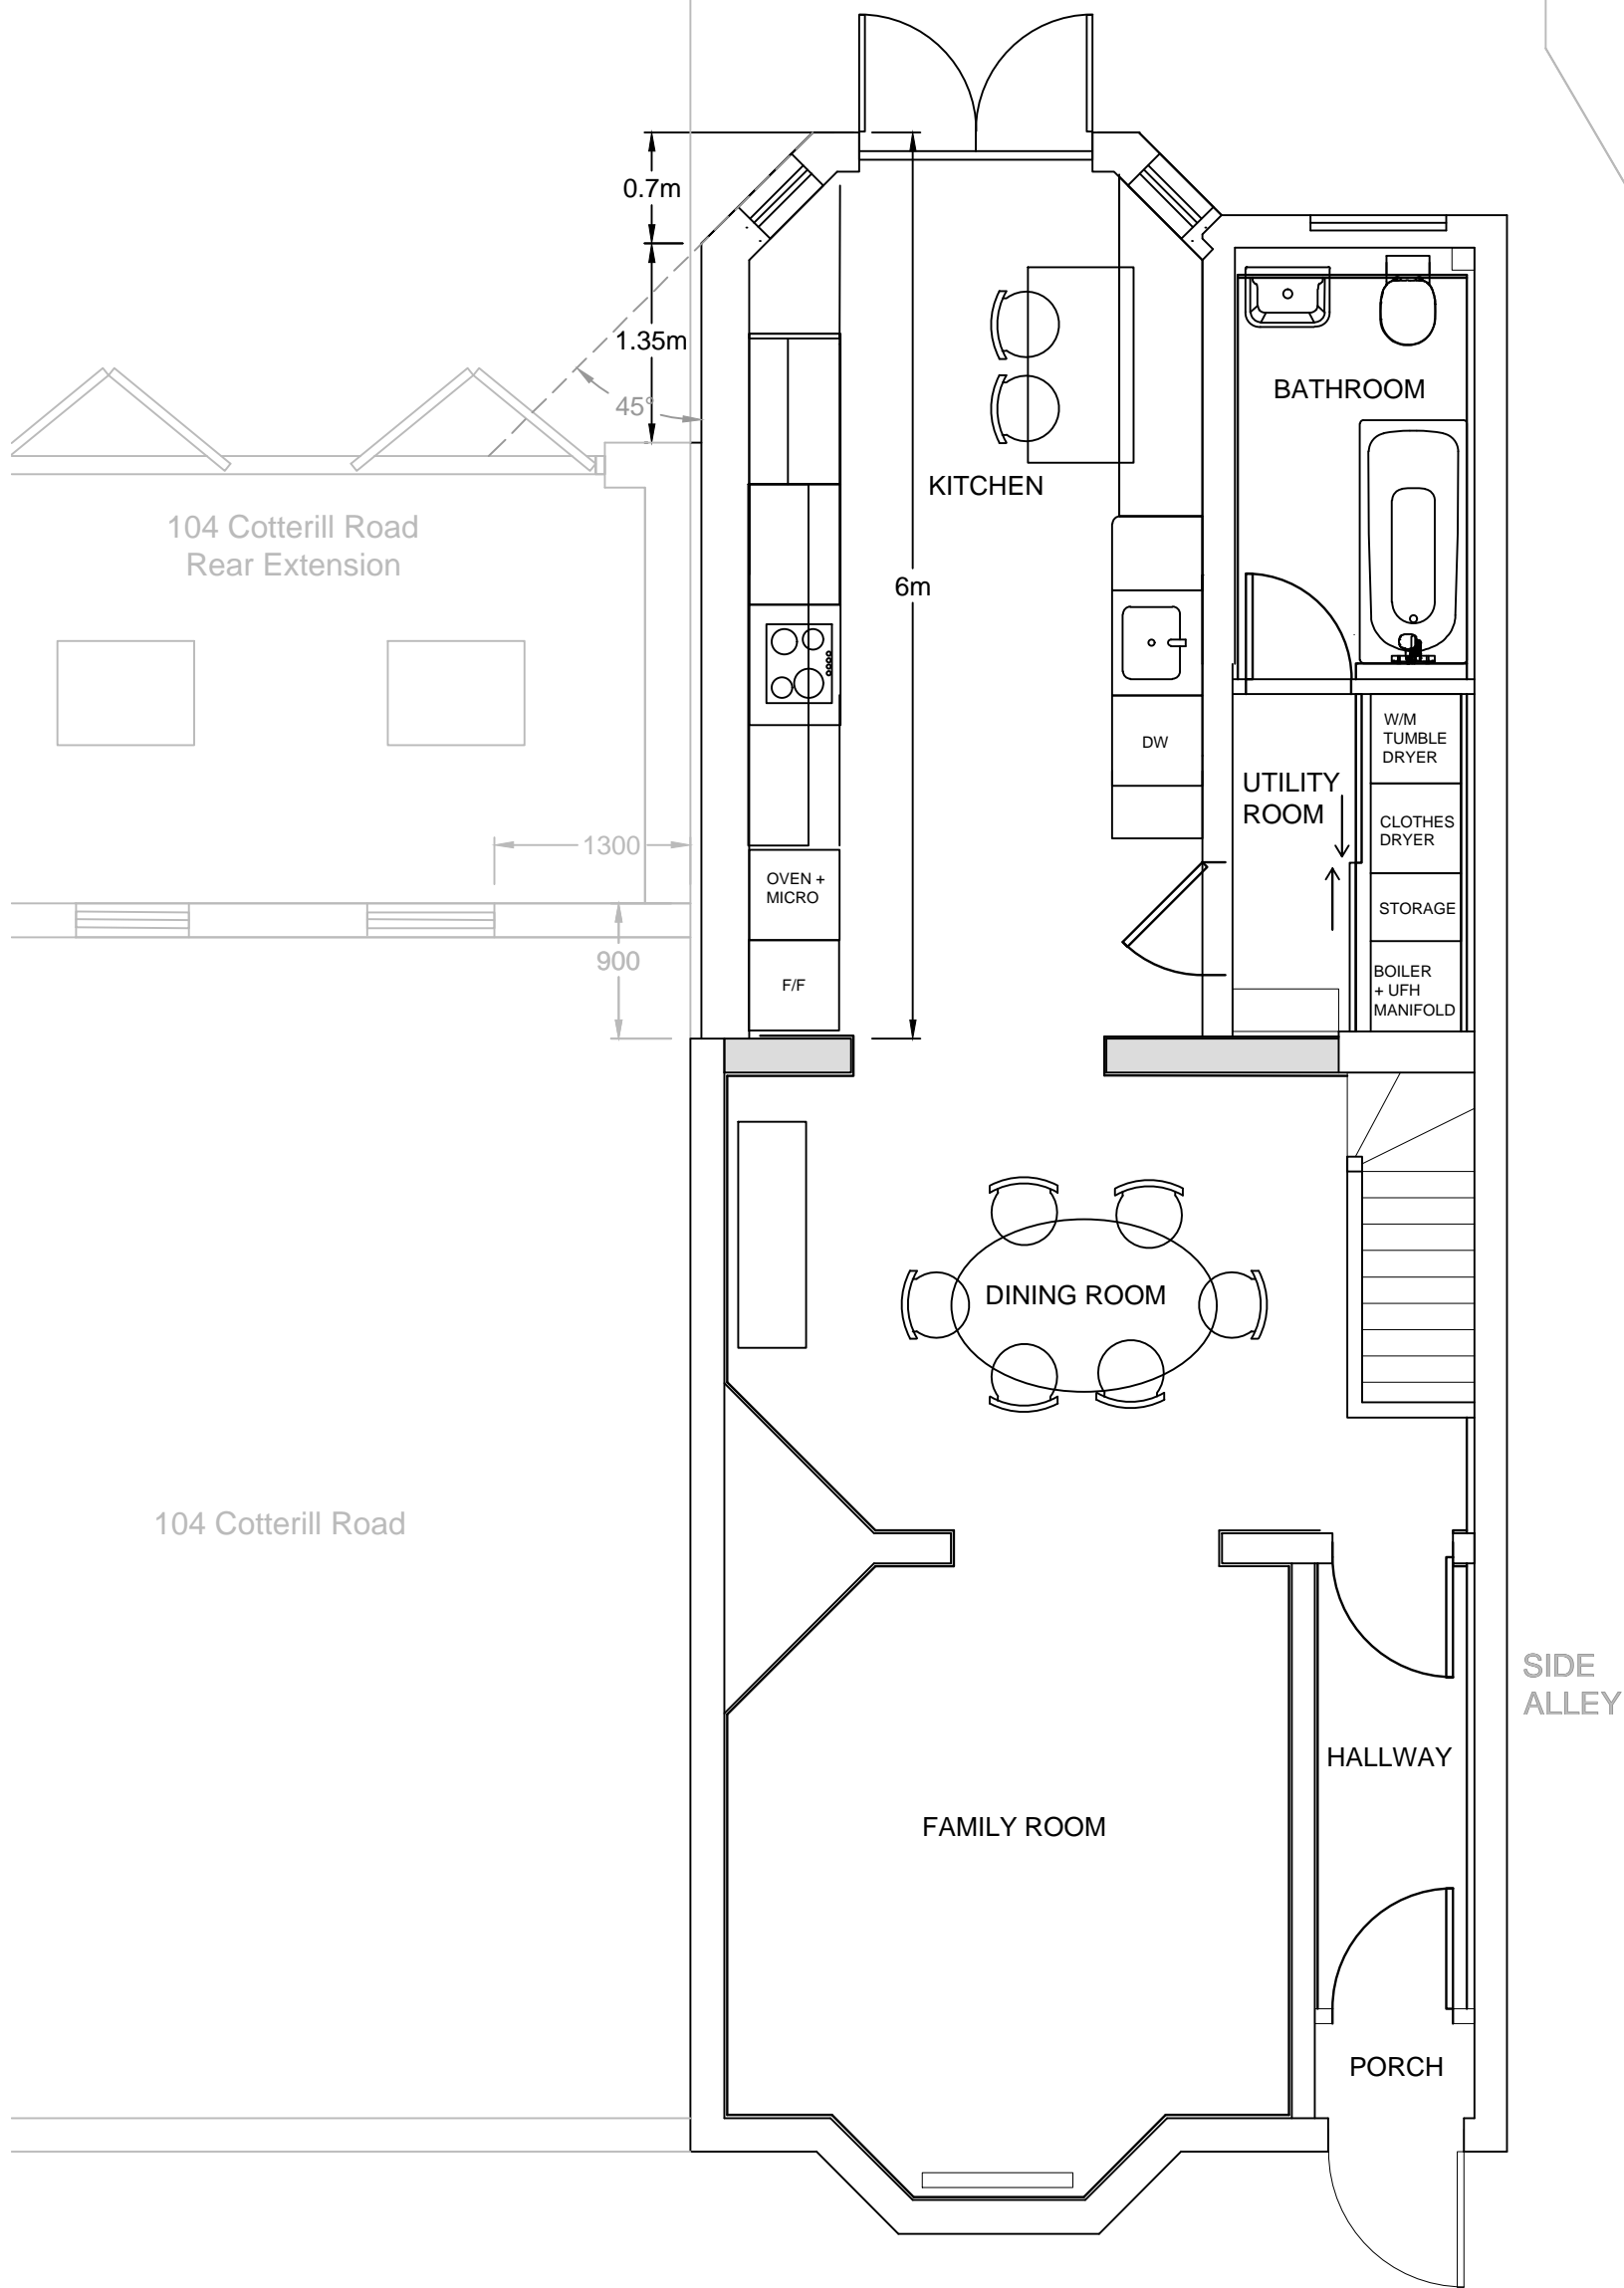 0.7m
1.35m
45°
BATHROOM
KITCHEN
104 Cotterill Road
Rear Extension
6m
W/M
TUMBLE
DRYER
DW
UTILITY
ROOM
CLOTHES
DRYER
1300
OVEN +
MICRO
STORAGE
900
F/F
BOILER
+ UFH
MANIFOLD
DINING ROOM
104 Cotterill Road
SIDE
ALLEY
HALLWAY
FAMILY ROOM
PORCH